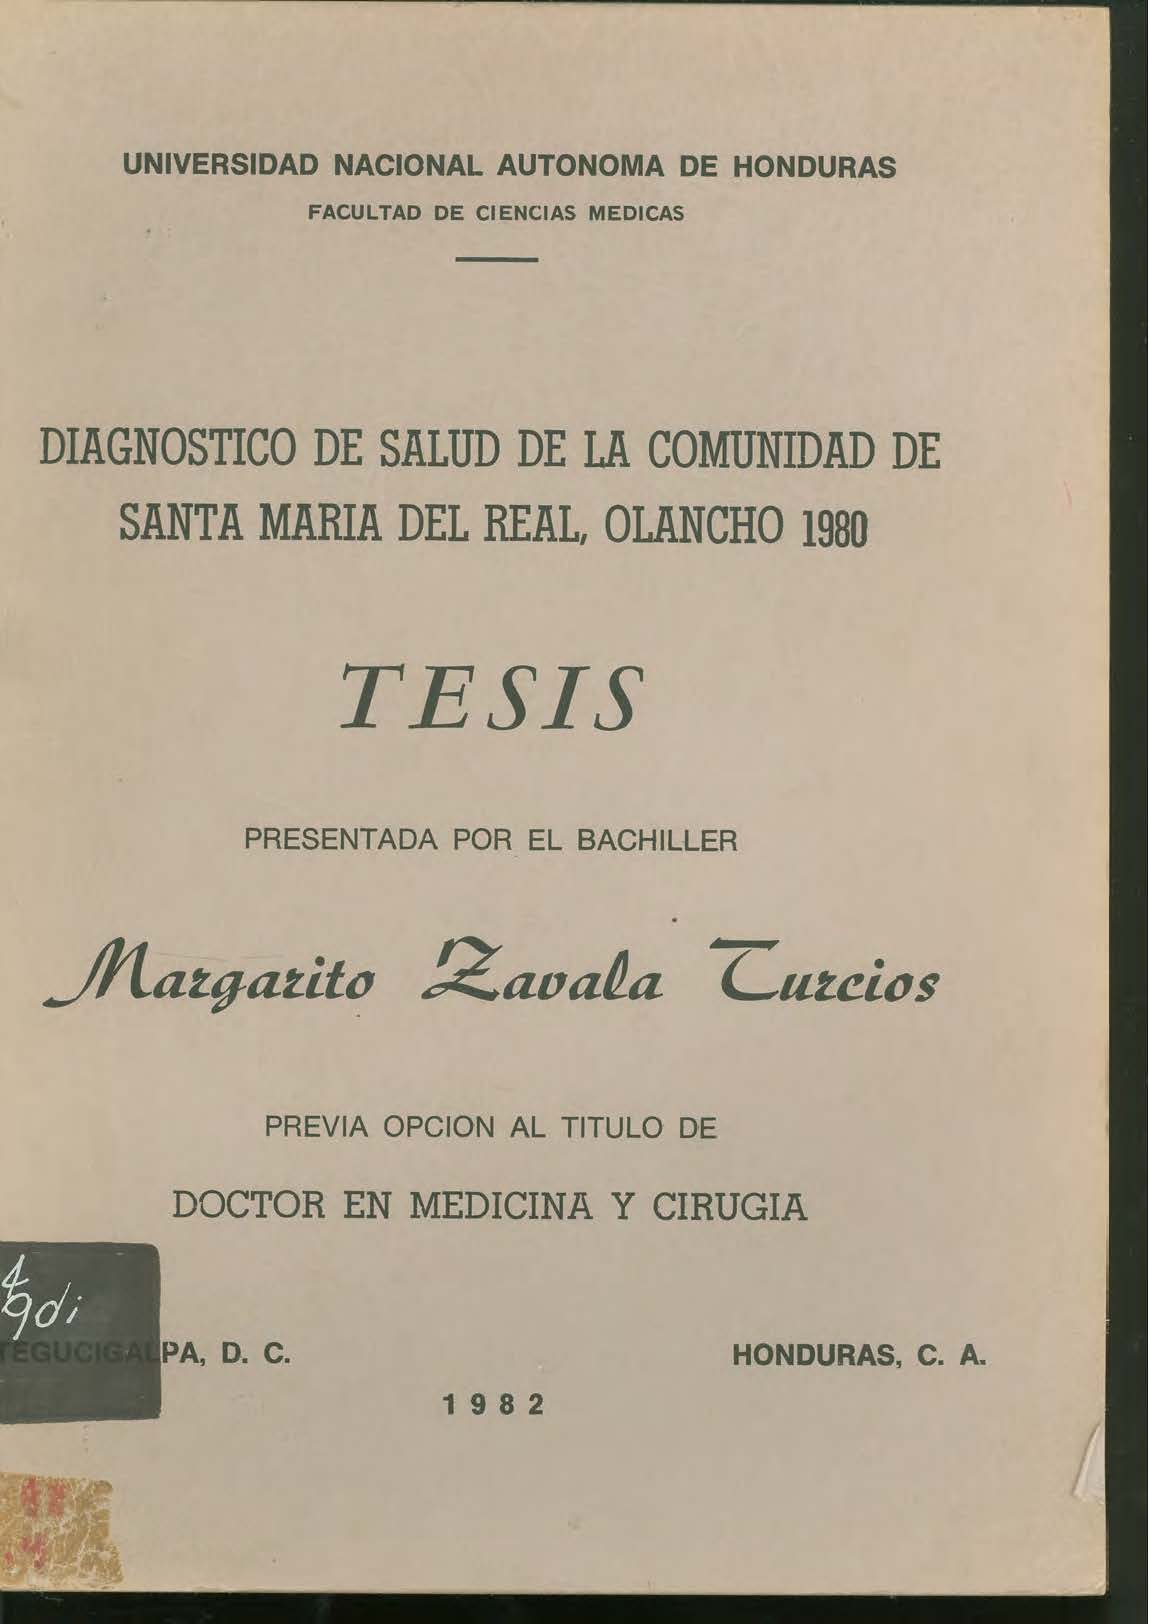 UNIVERSIDAD NACIONAL AUTONOMA DE HONDURAS
FACULTAD DE CIENCIAS MEDICAS
DIAGNOSTICO DE SALUD DE LA COMUNIDAD DE
SANTA MARIA DEL REAL, OLANCHO 1980
TESIS
PRESENTADA POR EL BACHILLER
Margarito Zavala Turcios
PREVIA OPCION AL TITULO DE
DOCTOR EN MEDICINA Y CIRUGIA
TEGUCIGALPA, D. C. HONDURAS, C. A.
1982